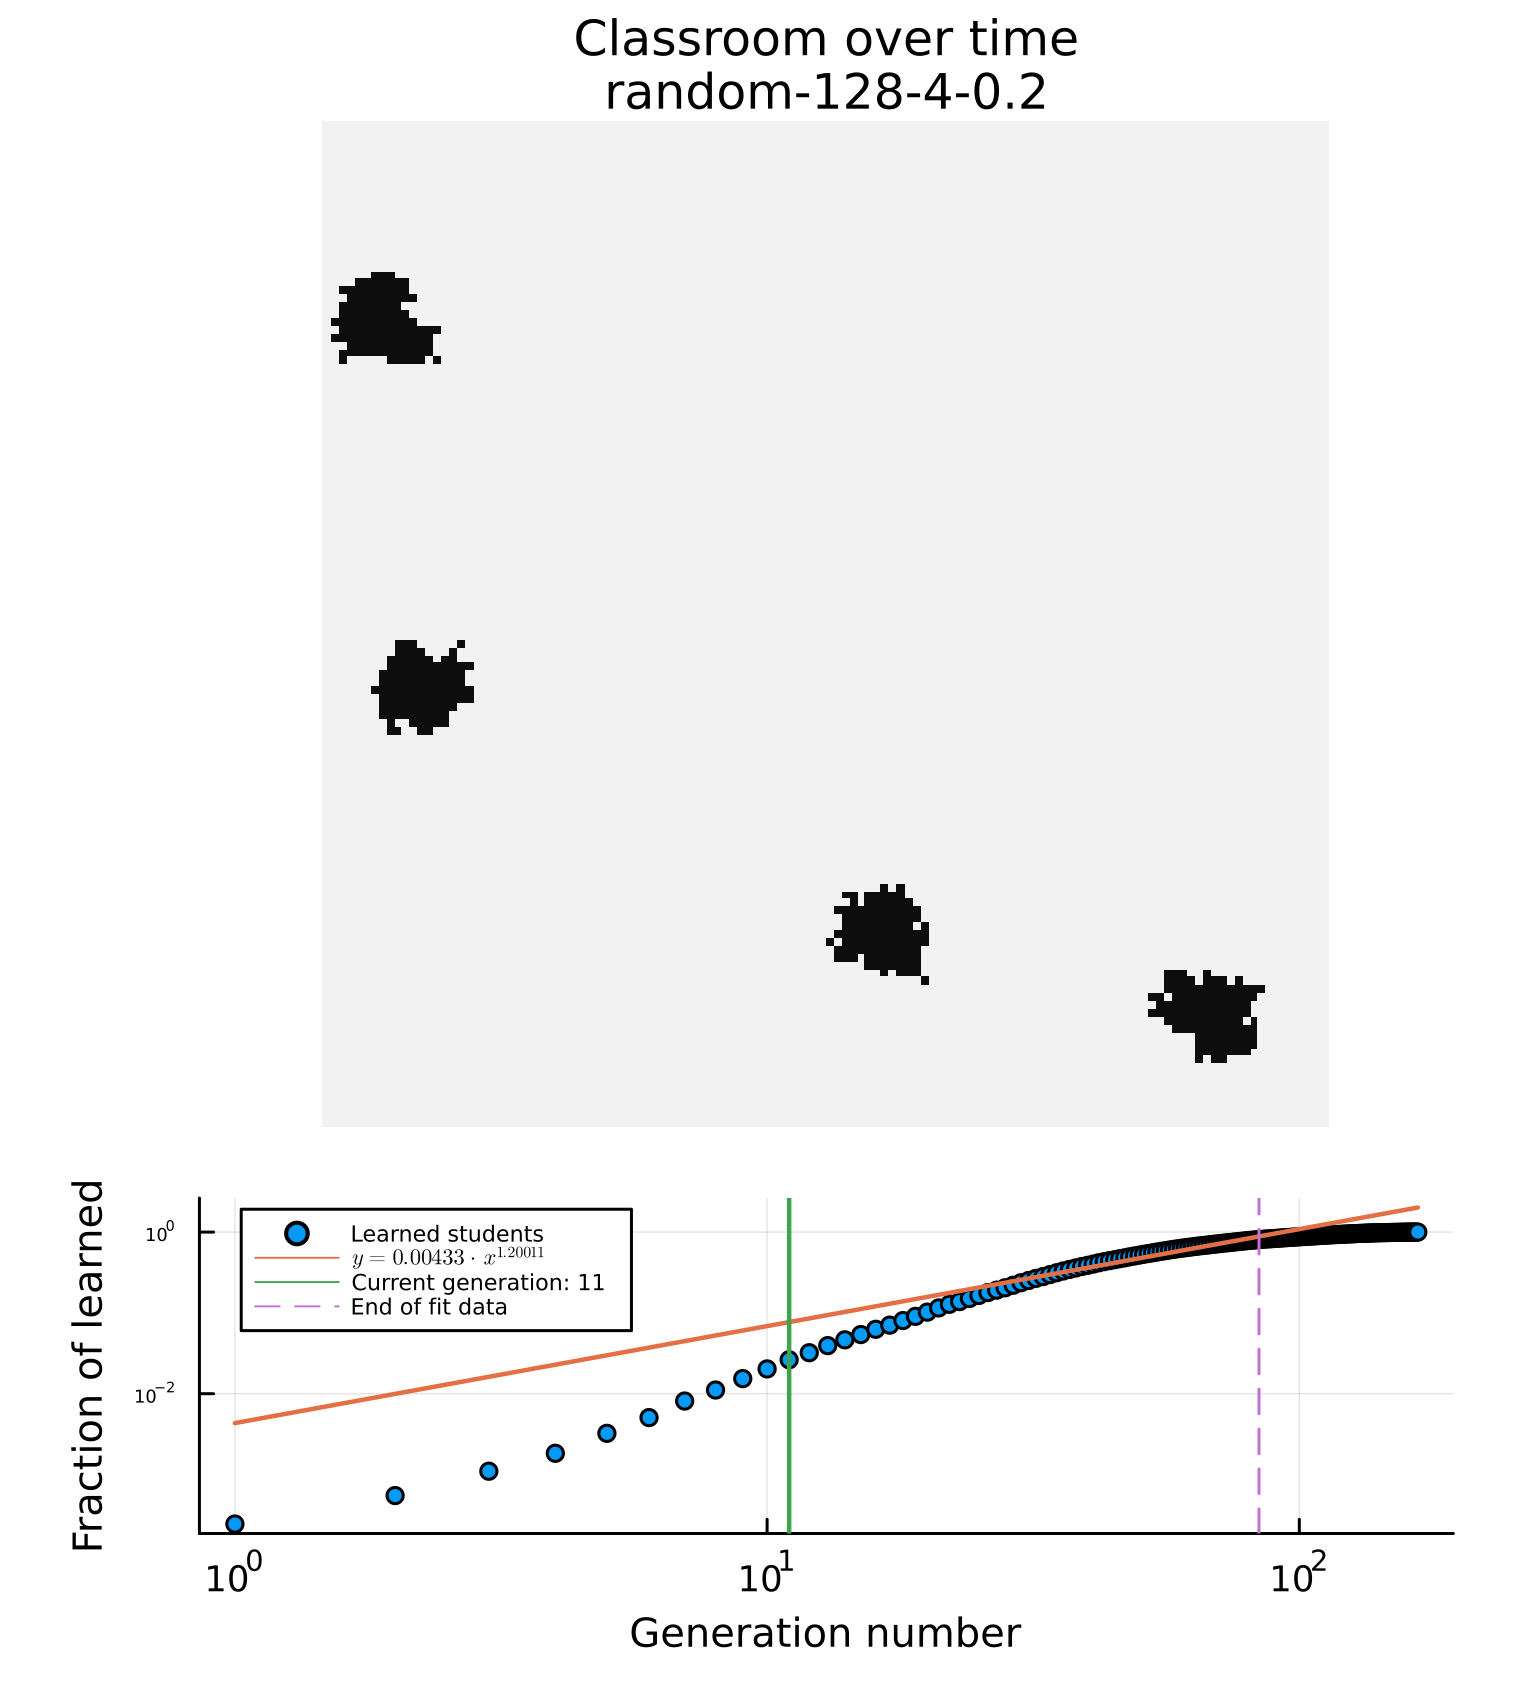 Classroom over time
random-128-4-0.2
Fraction of learned
10⁰
10⁻²
Learned students
y = 0.00433 · x^1.20011
Current generation: 11
End of fit data
10⁰ 10¹ 10²
Generation number